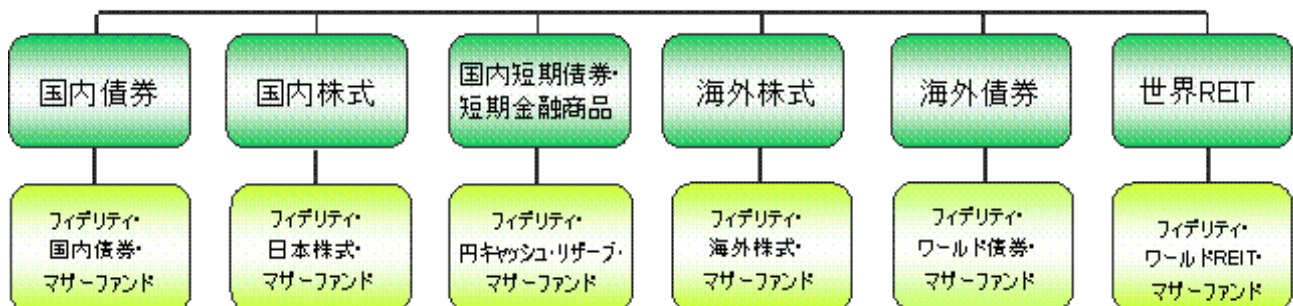 国内債券
国内株式
国内短期債券・
短期金融商品
海外株式
海外債券
世界REIT
フィデリティ・
国内債券・
マザーファンド
フィデリティ・
日本株式・
マザーファンド
フィデリティ・
円キャッシュ・リザーブ・
マザーファンド
フィデリティ・
海外株式・
マザーファンド
フィデリティ・
ワールド債券・
マザーファンド
フィデリティ・
ワールドREIT・
マザーファンド